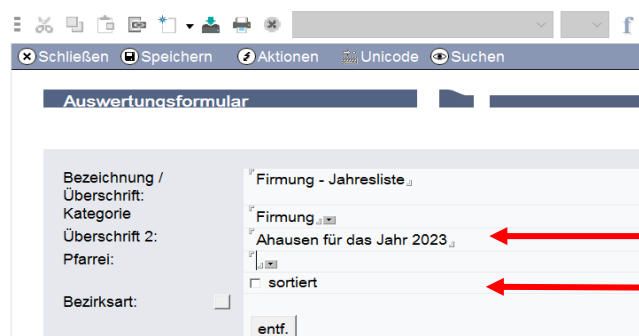 f
Schließen Speichern Aktionen Unicode Suchen
Auswertungsformular
Bezeichnung / Überschrift: Firmung - Jahresliste
Kategorie Firmung
Überschrift 2: Ahausen für das Jahr 2023
Pfarrei:
sortiert
Bezirksart:
entf.